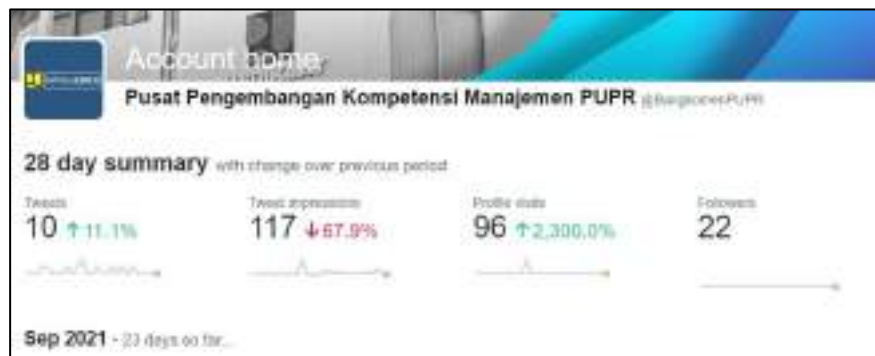 Account home
Pusat Pengembangan Kompetensi Manajemen PUPR @BangkomenPUPR
28 day summary with change over previous period
Tweets
10 ↑11.1%
Tweet impressions
117 ↓67.9%
Profile visits
96 ↑2,300.0%
Followers
22
Sep 2021 - 23 days so far...